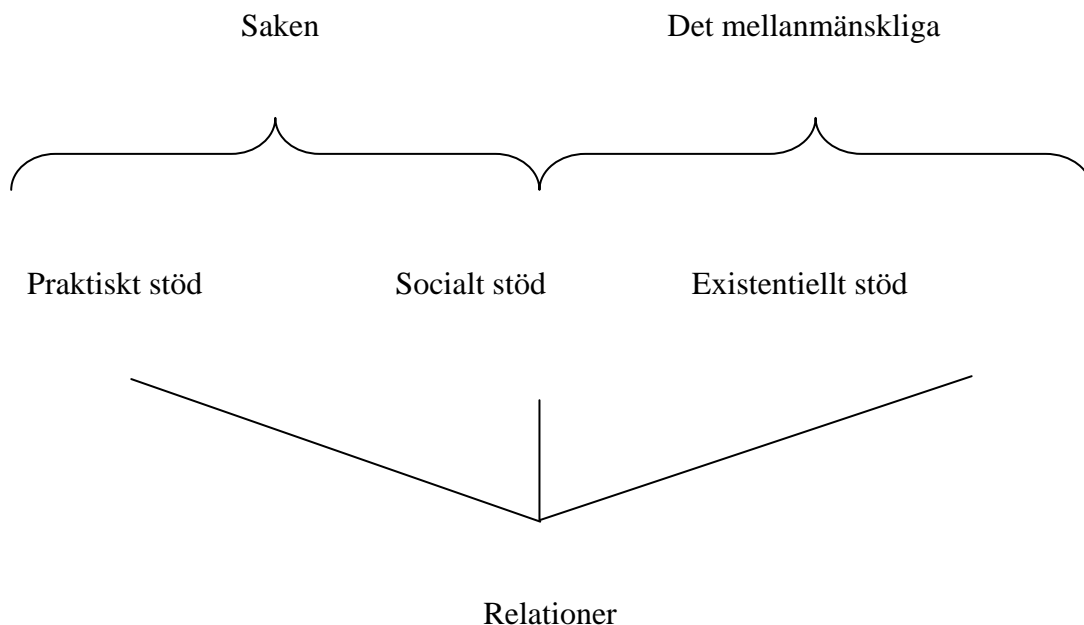 Saken Det mellanmänskliga
Praktiskt stöd Socialt stöd Existentiellt stöd
Relationer